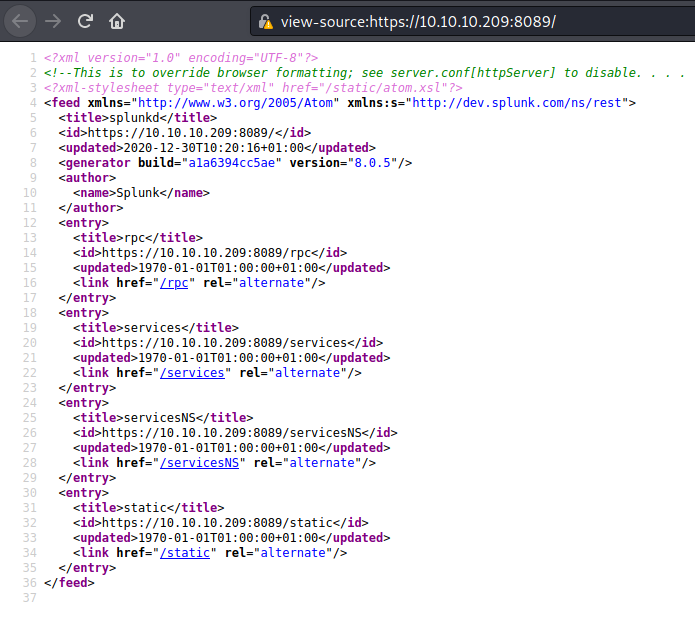 view-source:https://10.10.10.209:8089/
1 <?xml version="1.0" encoding="UTF-8"?>
2 <!--This is to override browser formatting; see server.conf[httpServer] to disable. . . .
3 <?xml-stylesheet type="text/xml" href="/static/atom.xsl"?>
4 <feed xmlns="http://www.w3.org/2005/Atom" xmlns:s="http://dev.splunk.com/ns/rest">
5   <title>splunkd</title>
6   <id>https://10.10.10.209:8089/</id>
7   <updated>2020-12-30T10:20:16+01:00</updated>
8   <generator build="a1a6394cc5ae" version="8.0.5"/>
9   <author>
10     <name>Splunk</name>
11   </author>
12   <entry>
13     <title>rpc</title>
14     <id>https://10.10.10.209:8089/rpc</id>
15     <updated>1970-01-01T01:00:00+01:00</updated>
16     <link href="/rpc" rel="alternate"/>
17   </entry>
18   <entry>
19     <title>services</title>
20     <id>https://10.10.10.209:8089/services</id>
21     <updated>1970-01-01T01:00:00+01:00</updated>
22     <link href="/services" rel="alternate"/>
23   </entry>
24   <entry>
25     <title>servicesNS</title>
26     <id>https://10.10.10.209:8089/servicesNS</id>
27     <updated>1970-01-01T01:00:00+01:00</updated>
28     <link href="/servicesNS" rel="alternate"/>
29   </entry>
30   <entry>
31     <title>static</title>
32     <id>https://10.10.10.209:8089/static</id>
33     <updated>1970-01-01T01:00:00+01:00</updated>
34     <link href="/static" rel="alternate"/>
35   </entry>
36 </feed>
37